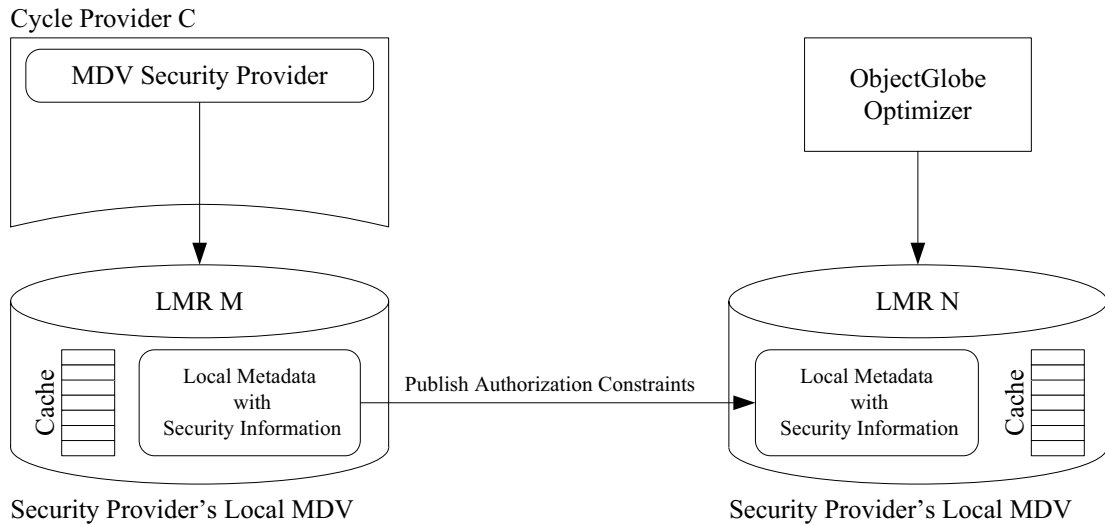 Cycle Provider C
MDV Security Provider
ObjectGlobe
Optimizer
LMR M
LMR N
Cache
Local Metadata
with
Security Information
Publish Authorization Constraints
Local Metadata
with
Security Information
Cache
Security Provider's Local MDV
Security Provider's Local MDV